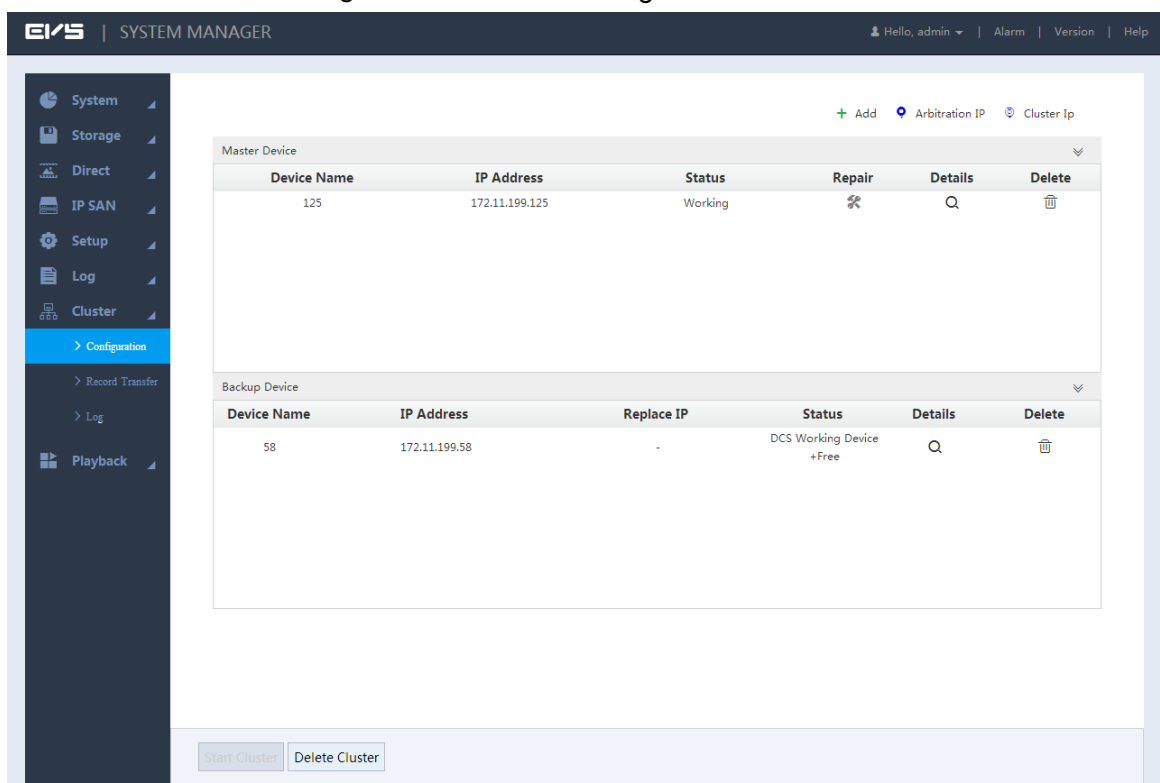 EVS | SYSTEM MANAGER
Hello, admin | Alarm | Version | Help
System
Storage
Direct
IP SAN
Setup
Log
Cluster
> Configuration
> Record Transfer
> Log
Playback
+ Add Arbitration IP Cluster Ip
Master Device
Device Name IP Address Status Repair Details Delete
125 172.11.199.125 Working
Backup Device
Device Name IP Address Replace IP Status Details Delete
58 172.11.199.58 - DCS Working Device
+Free
Start Cluster Delete Cluster